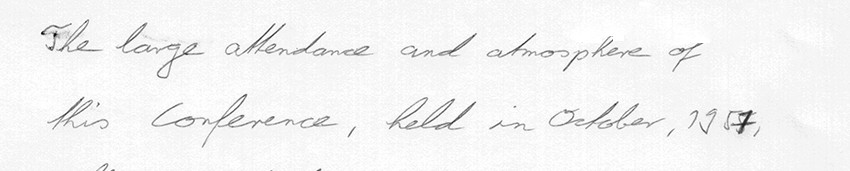 The large attendance and atmosphere of
this Conference, held in October, 1957,